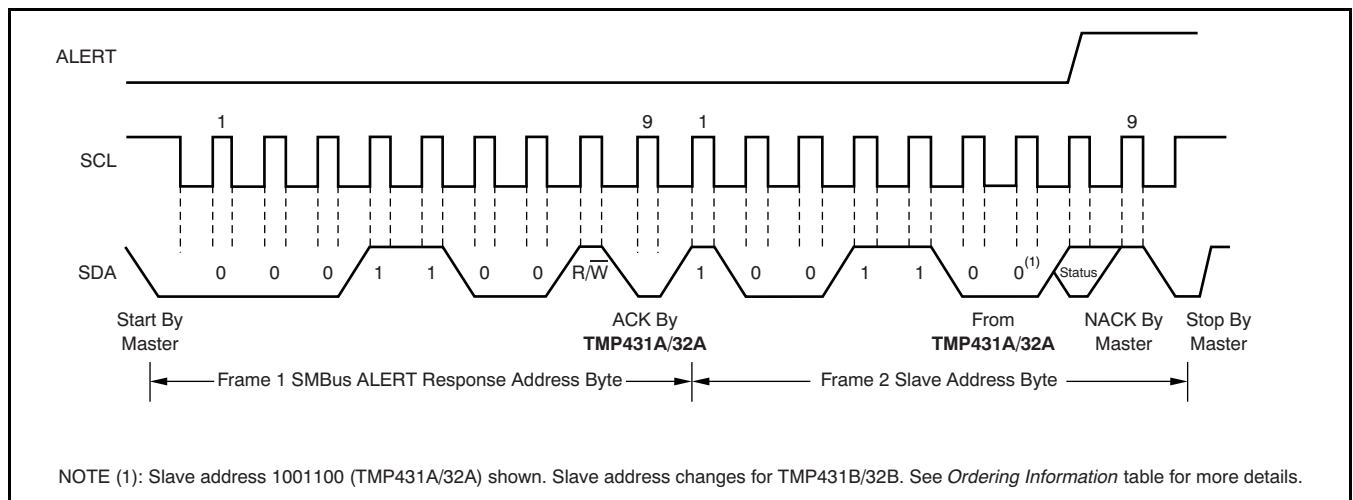 ALERT
1 9 1 9
SCL
SDA 0 0 0 1 1 0 0 R/W̅ 1 0 0 1 1 0 0(1) Status
Start By Master
ACK By TMP431A/32A
From TMP431A/32A
NACK By Master
Stop By Master
Frame 1 SMBus ALERT Response Address Byte
Frame 2 Slave Address Byte
NOTE (1): Slave address 1001100 (TMP431A/32A) shown. Slave address changes for TMP431B/32B. See Ordering Information table for more details.